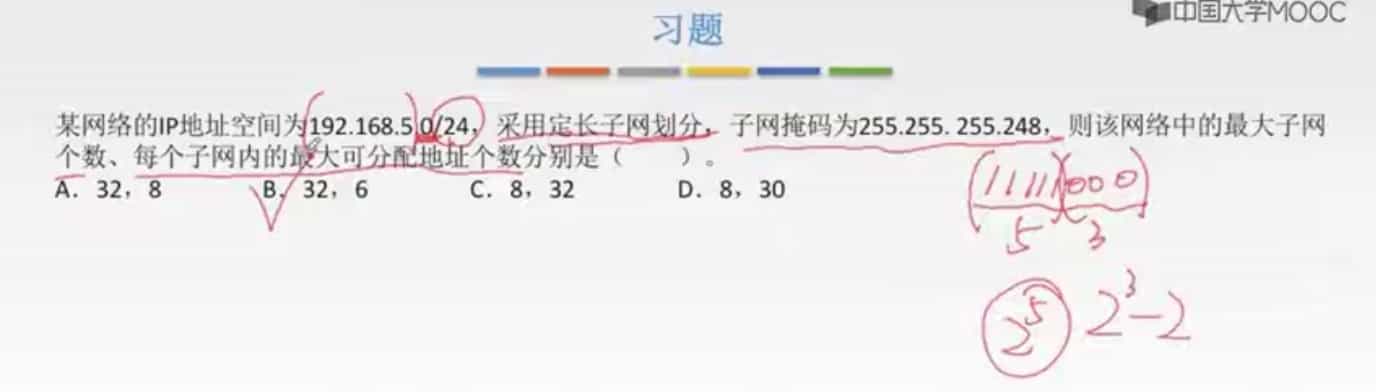 中国大学MOOC
习题
某网络的IP地址空间为192.168.5.0/24，采用定长子网划分，子网掩码为255.255. 255.248，则该网络中的最大子网
个数、每个子网内的最大可分配地址个数分别是（ ）。
A. 32，8 B. 32，6 C. 8，32 D. 8，30
(11111)(000)
5 3
2^5 2^3-2